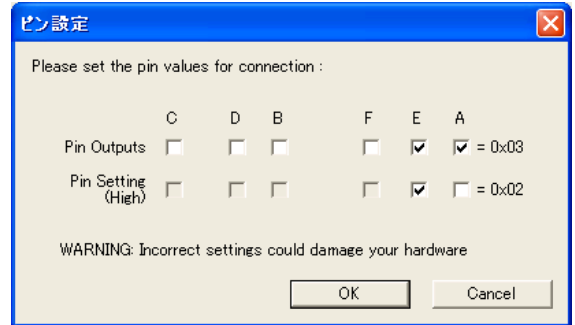 ピン設定
Please set the pin values for connection :
C D B F E A
Pin Outputs = 0x03
Pin Setting = 0x02
(High)
WARNING: Incorrect settings could damage your hardware
OK Cancel